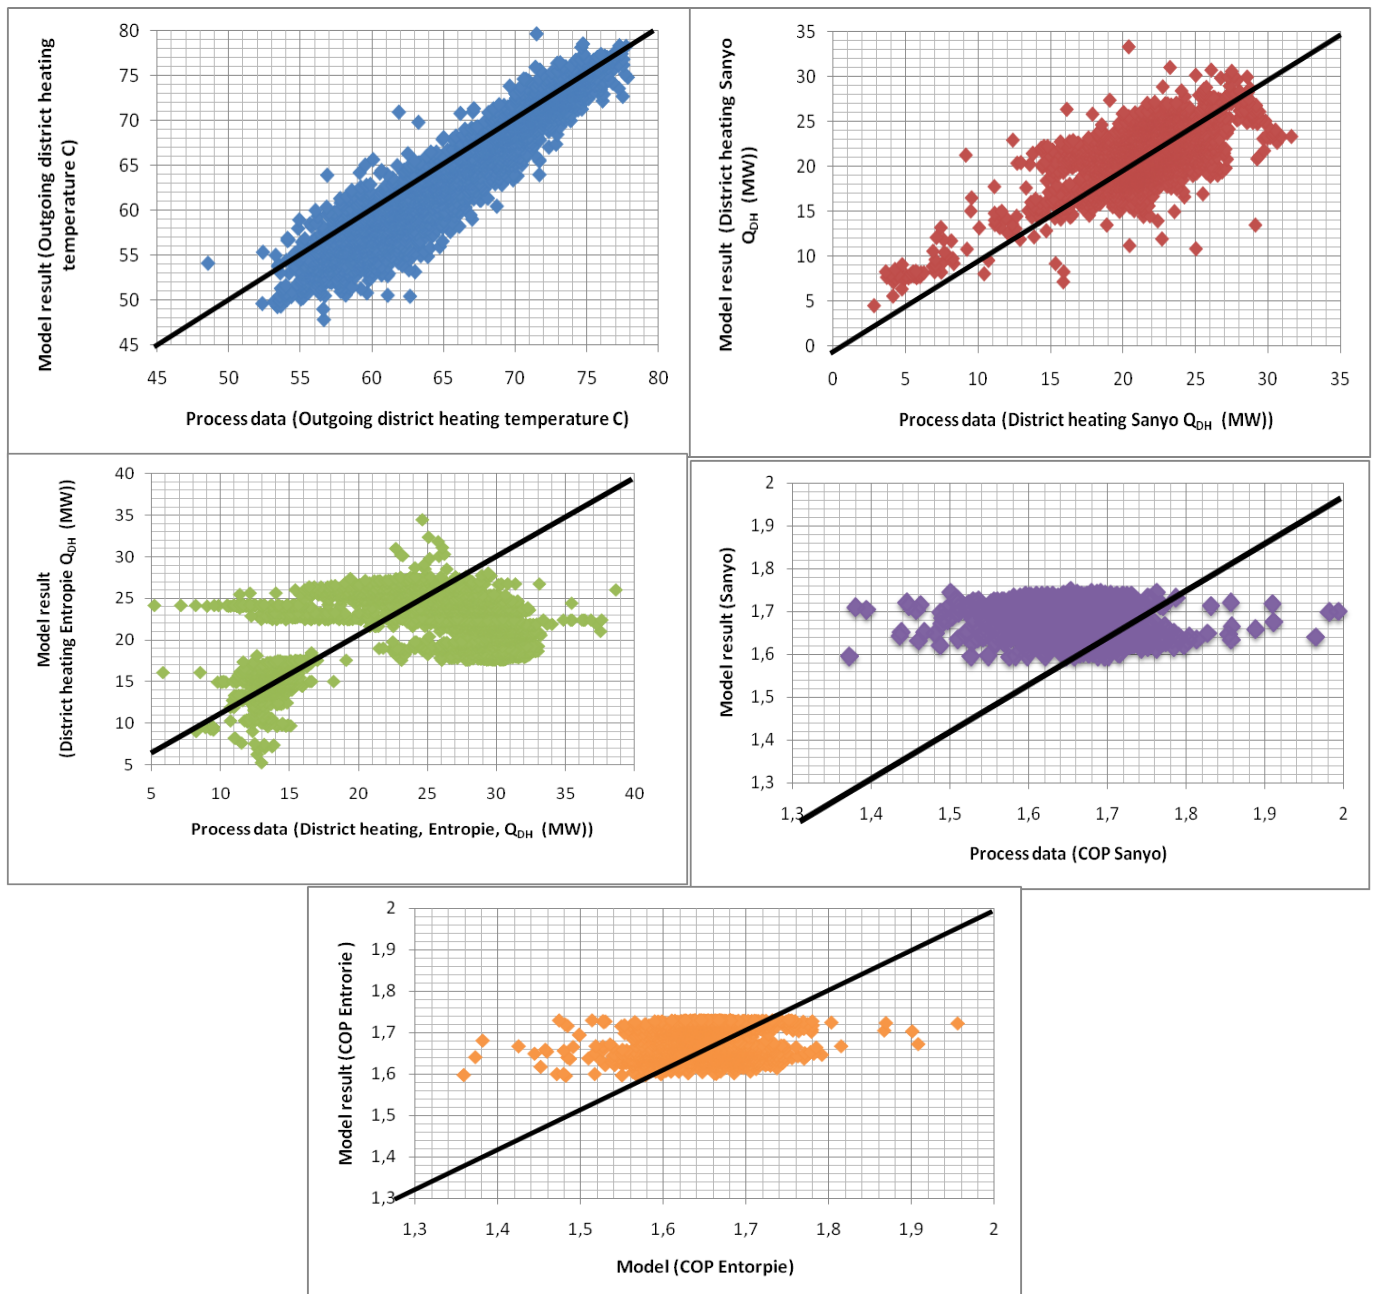 Model result (Outgoing district heating
temperature C)
80
75
70
65
60
55
50
45
45 50 55 60 65 70 75 80
Process data (Outgoing district heating temperature C)
Model result (District heating Sanyo
QDH (MW))
35
30
25
20
15
10
5
0
0 5 10 15 20 25 30 35
Process data (District heating Sanyo QDH (MW))
Model result
(District heating Entropie QDH (MW))
40
35
30
25
20
15
10
5
5 10 15 20 25 30 35 40
Process data (District heating, Entropie, QDH (MW))
Model result (Sanyo)
2
1,9
1,8
1,7
1,6
1,5
1,4
1,3
1,3 1,4 1,5 1,6 1,7 1,8 1,9 2
Process data (COP Sanyo)
Model result (COP Entrorie )
2
1,9
1,8
1,7
1,6
1,5
1,4
1,3
1,3 1,4 1,5 1,6 1,7 1,8 1,9 2
Model (COP Entorpie)